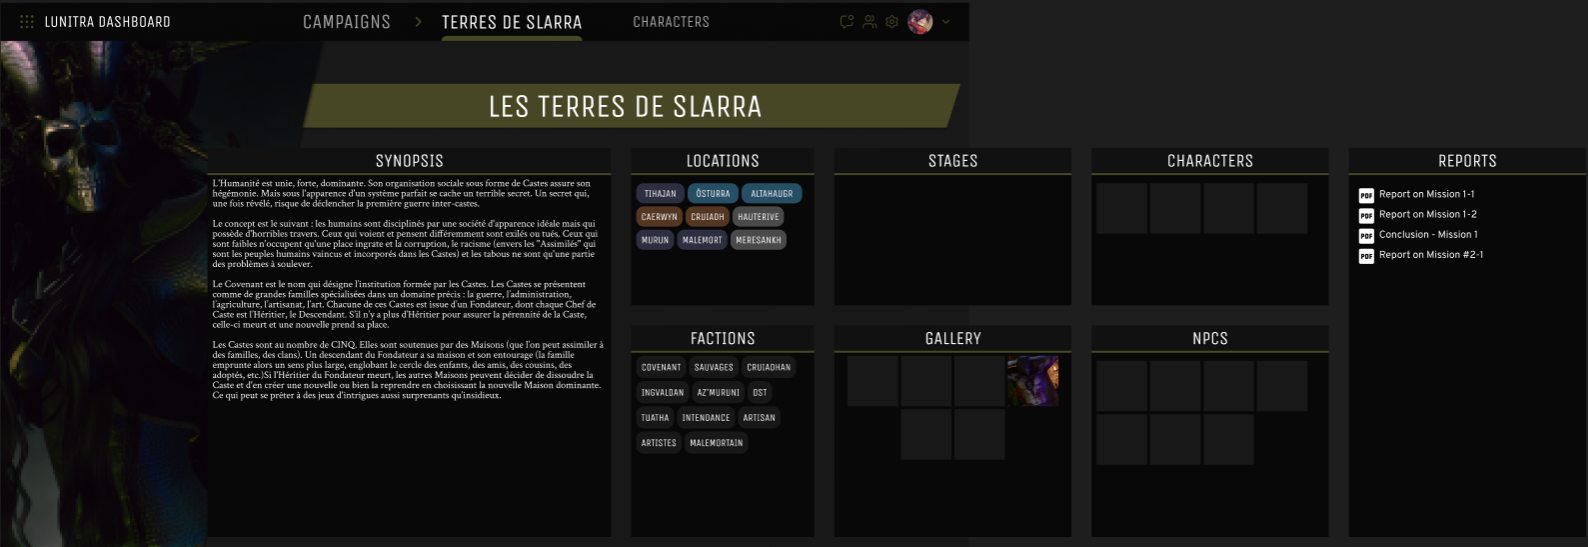 LUNITRA DASHBOARD
CAMPAIGNS > TERRES DE SLARRA CHARACTERS
LES TERRES DE SLARRA
SYNOPSIS
L'Humanité est unie, forte, dominante. Son organisation sociale sous forme de Castes assure son
hégémonie. Mais sous l'apparence d'un système parfait se cache un terrible secret. Un secret qui,
une fois révélé, risque de déclencher la première guerre inter-castes.
Le concept est le suivant : les humains sont disciplinés par une société d'apparence idéale mais qui
possède d'horribles travers. Ceux qui voient et pensent différemment sont exilés ou tués. Ceux qui
sont faibles n'occupent qu'une place ingrate et la corruption, le racisme (envers les "Assimilés" qui
sont les peuples humains vaincus et incorporés dans les Castes) et les tabous ne sont qu'une partie
des problèmes à soulever.
Le Covenant est le nom qui désigne l'institution formée par les Castes. Les Castes se présentent
comme de grandes familles spécialisées dans un domaine précis : la guerre, l'administration,
l'agriculture, l'artisanat, l'art. Chacune de ces Castes est issue d'un Fondateur, dont chaque Chef de
Caste est l'Héritier, le Descendant. S'il n'y a plus d'Héritier pour assurer la pérennité de la Caste,
celle-ci meurt et une nouvelle prend sa place.
Les Castes sont au nombre de CINQ. Elles sont soutenues par des Maisons (que l'on peut assimiler à
des familles, des clans). Un descendant du Fondateur a sa maison et son entourage (la famille
emprunte alors un sens plus large, englobant le cercle des enfants, des amis, des cousins, des
adoptés, etc.)Si l'Héritier du Fondateur meurt, les autres Maisons peuvent décider de dissoudre la
Caste et d'en créer une nouvelle ou bien la reprendre en choisissant la nouvelle Maison dominante.
Ce qui peut se prêter à des jeux d'intrigues aussi surprenants qu'insidieux.
LOCATIONS
TIHAJAN ÖSTURRA ALTAHAUGR
CAERWYN CRUIADH HAUTERIVE
MURUN MALEMORT MERESANKH
FACTIONS
COVENANT SAUVAGES CRUIADHAN
INGVALDAN AZ'MURUNI OST
TUATHA INTENDANCE ARTISAN
ARTISTES MALEMORTAIN
STAGES
GALLERY
CHARACTERS
NPCS
REPORTS
PDF Report on Mission 1-1
PDF Report on Mission 1-2
PDF Conclusion - Mission 1
PDF Report on Mission #2-1